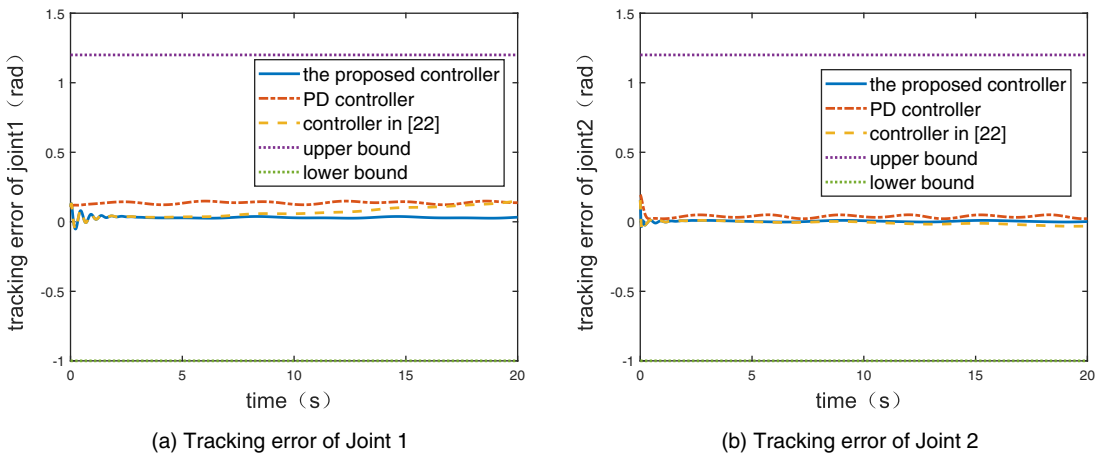 1.5
1
0.5
0
-0.5
-1
0
5
10
15
20
tracking error of joint1 （rad）
time （s）
the proposed controller
PD controller
controller in [22]
upper bound
lower bound
(a) Tracking error of Joint 1
1.5
1
0.5
0
-0.5
-1
0
5
10
15
20
tracking error of joint2 （rad）
time （s）
the proposed controller
PD controller
controller in [22]
upper bound
lower bound
(b) Tracking error of Joint 2